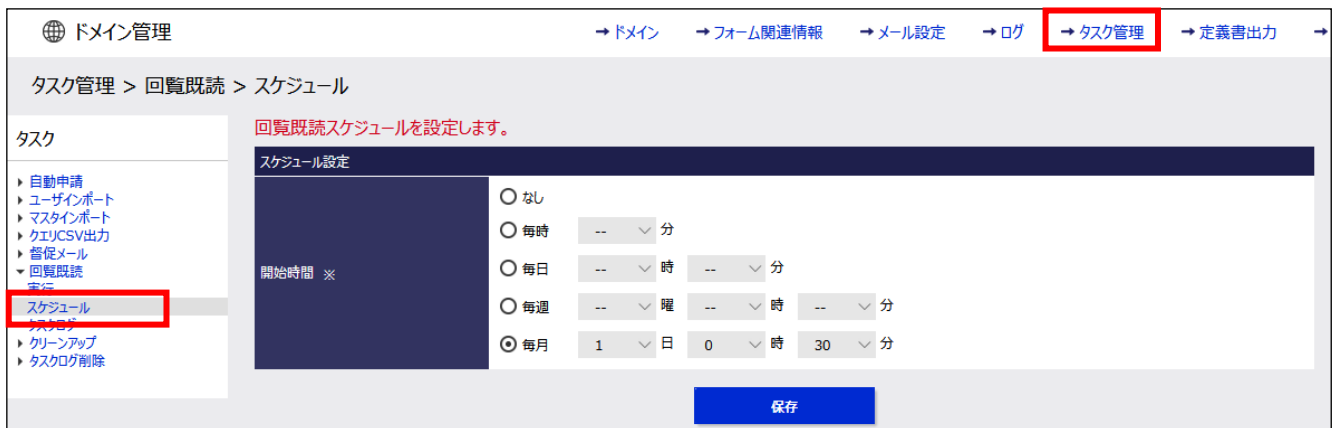 ドメイン管理 →ドメイン →フォーム関連情報 →メール設定 →ログ →タスク管理 →定義書出力 →
タスク管理 > 回覧既読 > スケジュール
タスク
自動申請
ユーザインポート
マスタインポート
クエリCSV出力
督促メール
回覧既読
実行
スケジュール
タスクログ
クリーンアップ
タスクログ削除
回覧既読スケジュールを設定します。
スケジュール設定
開始時間 ※
なし
毎時 -- 分
毎日 -- 時 -- 分
毎週 -- 曜 -- 時 -- 分
毎月 1 日 0 時 30 分
保存